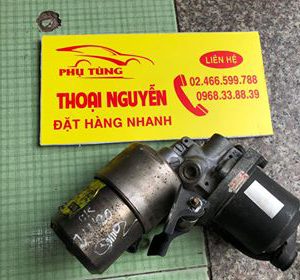 PHỤ TÙNG
LIÊN HỆ
02.466.599.788
0968.33.88.39
THOẠI NGUYỄN
ĐẶT HÀNG NHANH